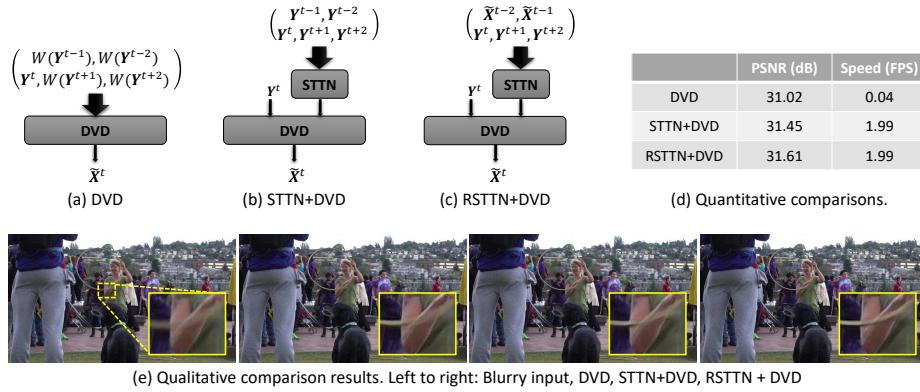 (W(Y^{t-1}), W(Y^{t-2})
Y^t, W(Y^{t+1}), W(Y^{t+2}))
DVD
X̃^t
(a) DVD
(Y^{t-1}, Y^{t-2}
Y^t, Y^{t+1}, Y^{t+2})
STTN
Y^t
DVD
X̃^t
(b) STTN+DVD
(X̃^{t-2}, X̃^{t-1}
Y^t, Y^{t+1}, Y^{t+2})
STTN
Y^t
DVD
X̃^t
(c) RSTTN+DVD
PSNR (dB) Speed (FPS)
DVD 31.02 0.04
STTN+DVD 31.45 1.99
RSTTN+DVD 31.61 1.99
(d) Quantitative comparisons.
(e) Qualitative comparison results. Left to right: Blurry input, DVD, STTN+DVD, RSTTN + DVD